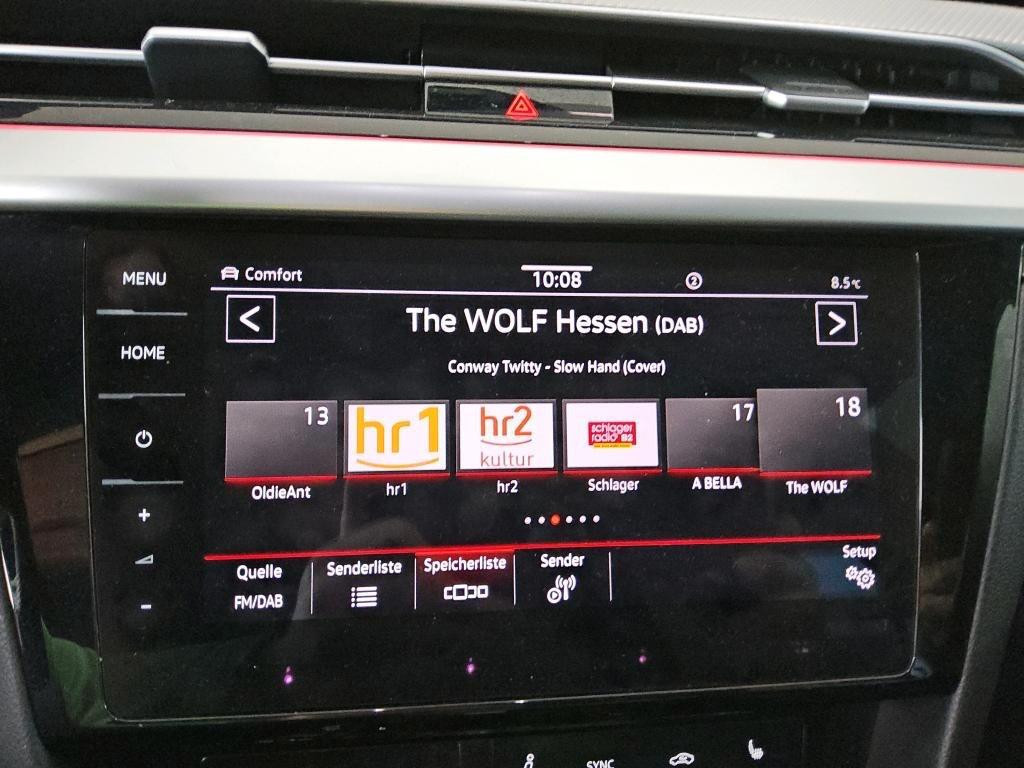 MENU
HOME
+
-
Comfort
10:08
2
8.5°C
<
The WOLF Hessen (DAB)
>
Conway Twitty - Slow Hand (Cover)
13
hr1
hr2
kultur
schlager
radio B2
17
18
OldieAnt
hr1
hr2
Schlager
A BELLA
The WOLF
Quelle
FM/DAB
Senderliste
Speicherliste
Sender
Setup
SYNC